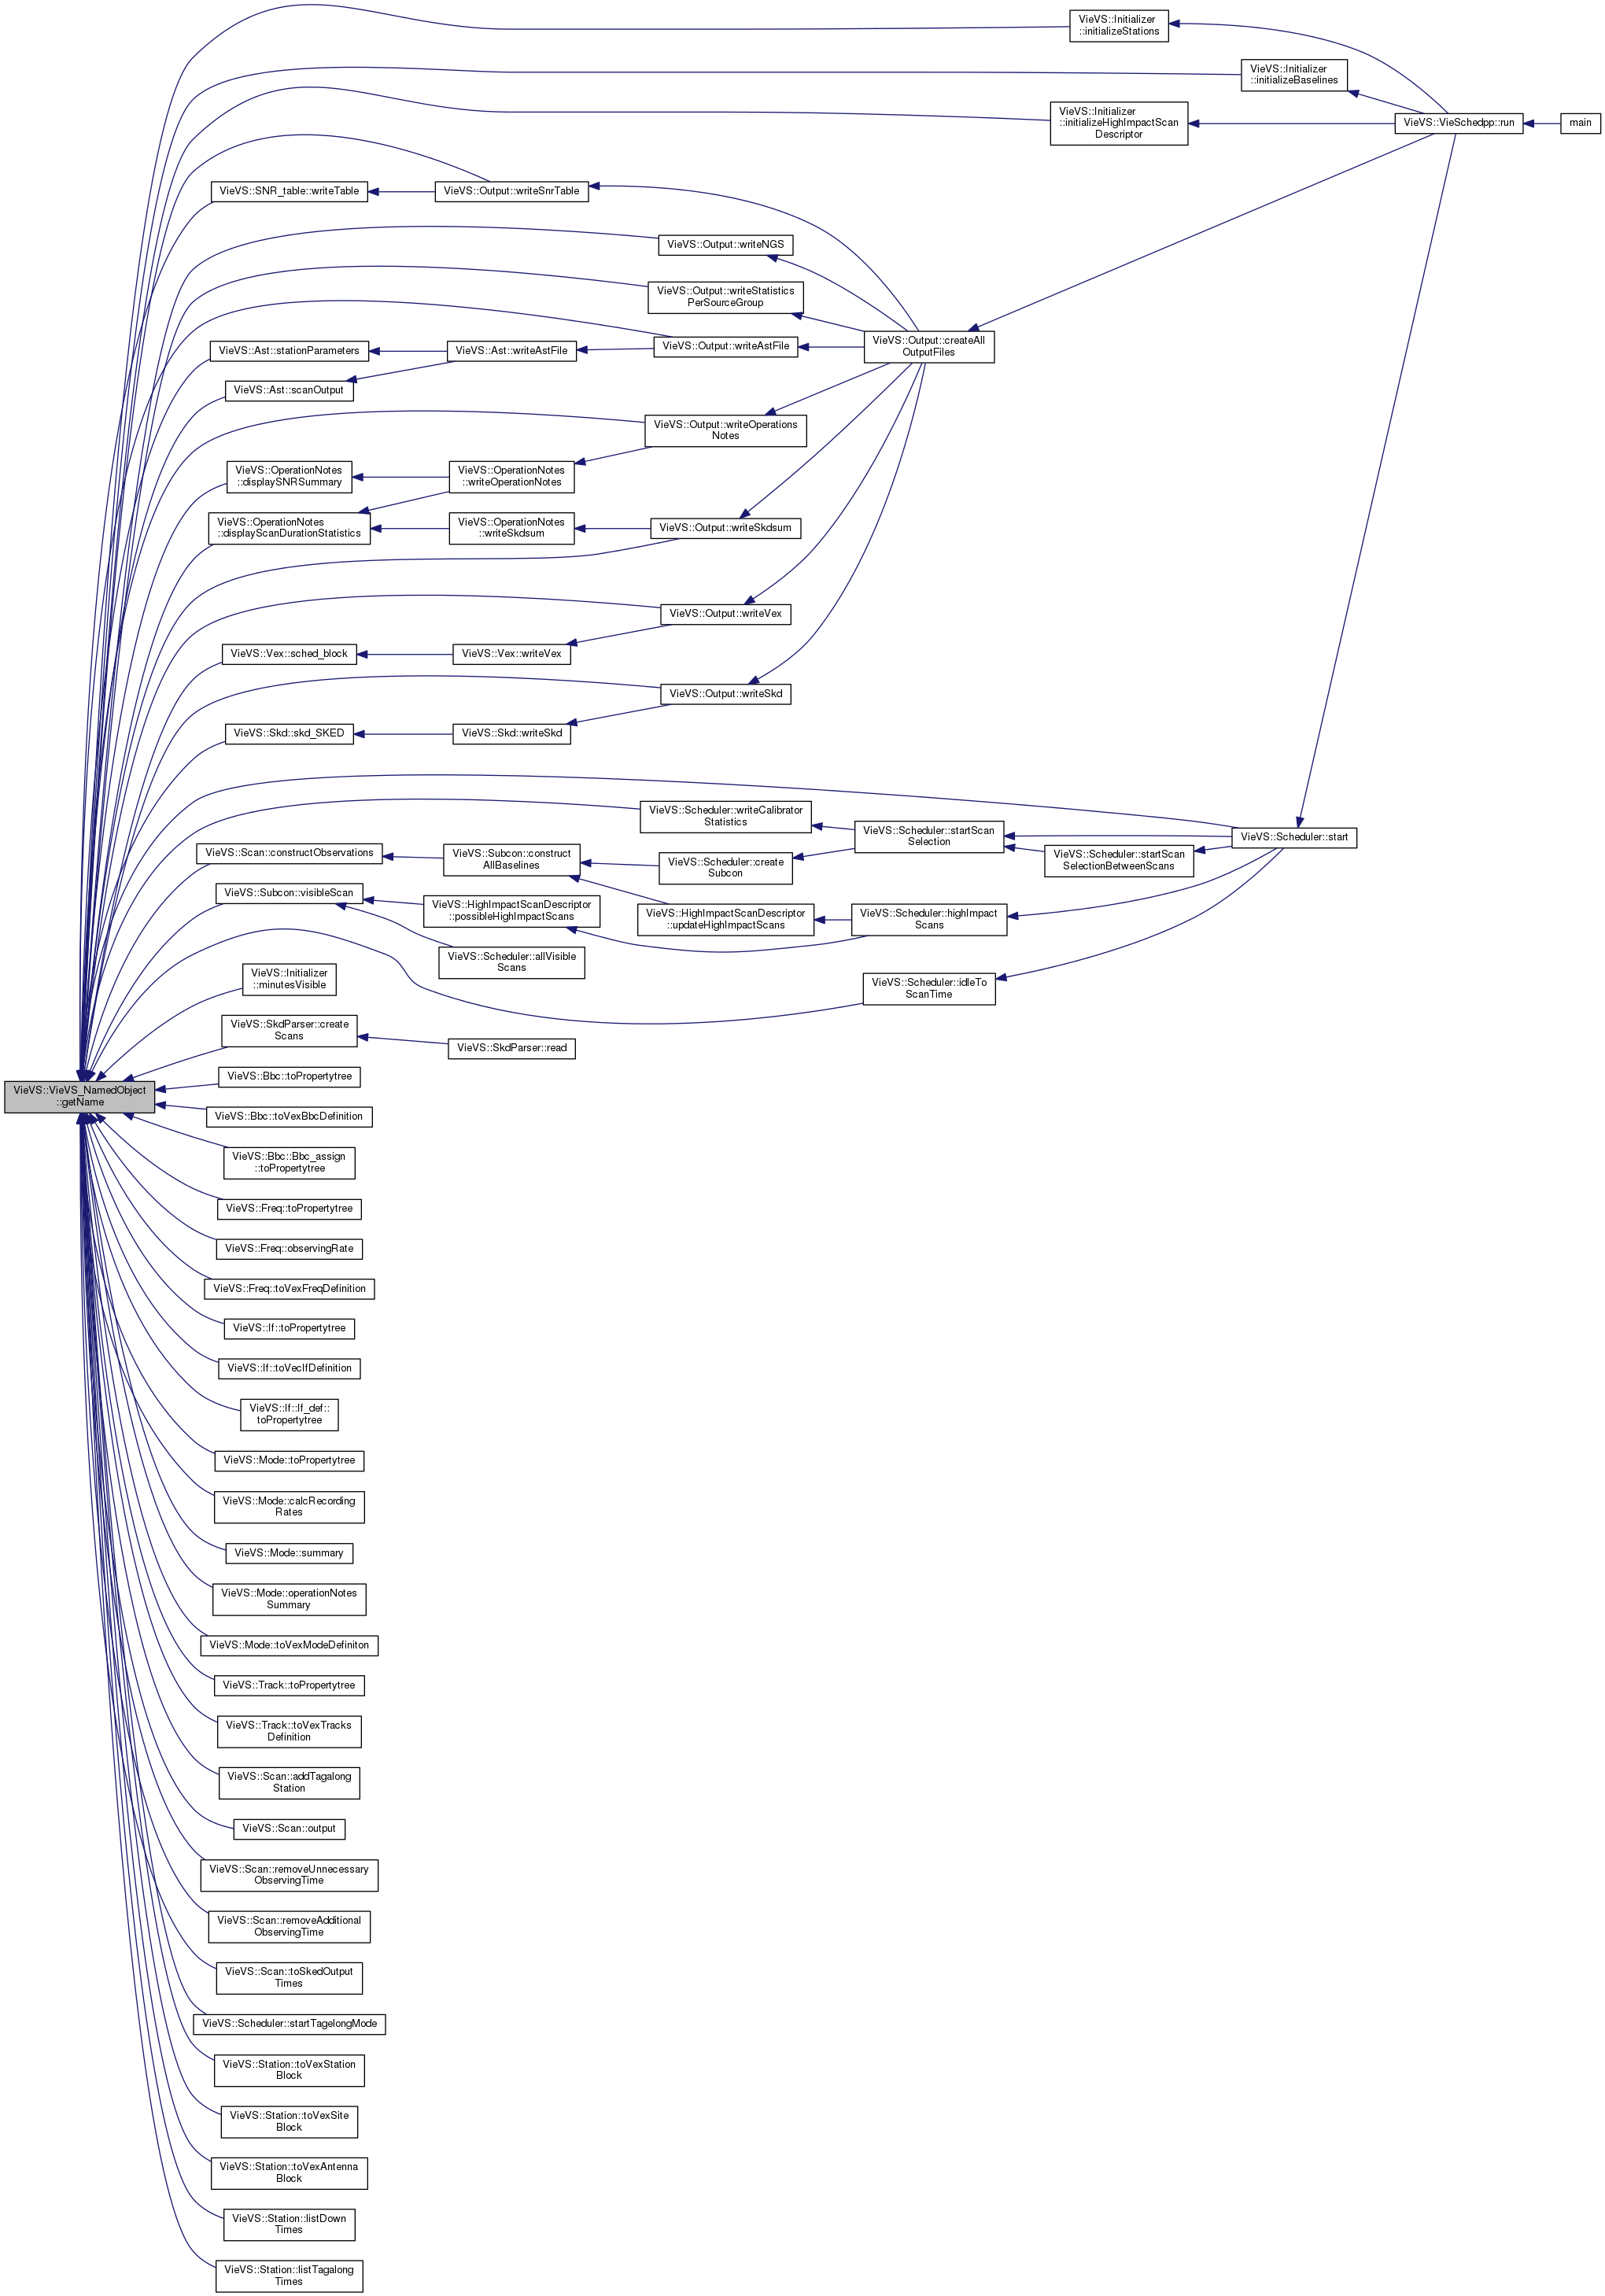 VieVS::Initializer
::initializeStations
VieVS::Initializer
::initializeBaselines
VieVS::Initializer
::initializeHighImpactScan
Descriptor
VieVS::VieSchedpp::run
main
VieVS::SNR_table::writeTable
VieVS::Output::writeSnrTable
VieVS::Output::writeNGS
VieVS::Output::writeStatistics
PerSourceGroup
VieVS::Output::createAll
OutputFiles
VieVS::Ast::stationParameters
VieVS::Ast::writeAstFile
VieVS::Output::writeAstFile
VieVS::Ast::scanOutput
VieVS::Output::writeOperations
Notes
VieVS::OperationNotes
::displaySNRSummary
VieVS::OperationNotes
::writeOperationNotes
VieVS::OperationNotes
::displayScanDurationStatistics
VieVS::OperationNotes
::writeSkdsum
VieVS::Output::writeSkdsum
VieVS::Output::writeVex
VieVS::Vex::sched_block
VieVS::Vex::writeVex
VieVS::Output::writeSkd
VieVS::Skd::skd_SKED
VieVS::Skd::writeSkd
VieVS::Scheduler::writeCalibrator
Statistics
VieVS::Scheduler::startScan
Selection
VieVS::Scheduler::start
VieVS::Scan::constructObservations
VieVS::Subcon::construct
AllBaselines
VieVS::Scheduler::create
Subcon
VieVS::Scheduler::startScan
SelectionBetweenScans
VieVS::Subcon::visibleScan
VieVS::HighImpactScanDescriptor
::possibleHighImpactScans
VieVS::HighImpactScanDescriptor
::updateHighImpactScans
VieVS::Scheduler::highImpact
Scans
VieVS::Scheduler::allVisible
Scans
VieVS::Initializer
::minutesVisible
VieVS::Scheduler::idleTo
ScanTime
VieVS::SkdParser::create
Scans
VieVS::SkdParser::read
VieVS::VieVS_NamedObject
::getName
VieVS::Bbc::toPropertytree
VieVS::Bbc::toVexBbcDefinition
VieVS::Bbc::Bbc_assign
::toPropertytree
VieVS::Freq::toPropertytree
VieVS::Freq::observingRate
VieVS::Freq::toVexFreqDefinition
VieVS::If::toPropertytree
VieVS::If::toVecIfDefinition
VieVS::If::If_def::
toPropertytree
VieVS::Mode::toPropertytree
VieVS::Mode::calcRecording
Rates
VieVS::Mode::summary
VieVS::Mode::operationNotes
Summary
VieVS::Mode::toVexModeDefiniton
VieVS::Track::toPropertytree
VieVS::Track::toVexTracks
Definition
VieVS::Scan::addTagalong
Station
VieVS::Scan::output
VieVS::Scan::removeUnnecessary
ObservingTime
VieVS::Scan::removeAdditional
ObservingTime
VieVS::Scan::toSkedOutput
Times
VieVS::Scheduler::startTagelongMode
VieVS::Station::toVexStation
Block
VieVS::Station::toVexSite
Block
VieVS::Station::toVexAntenna
Block
VieVS::Station::listDown
Times
VieVS::Station::listTagalong
Times